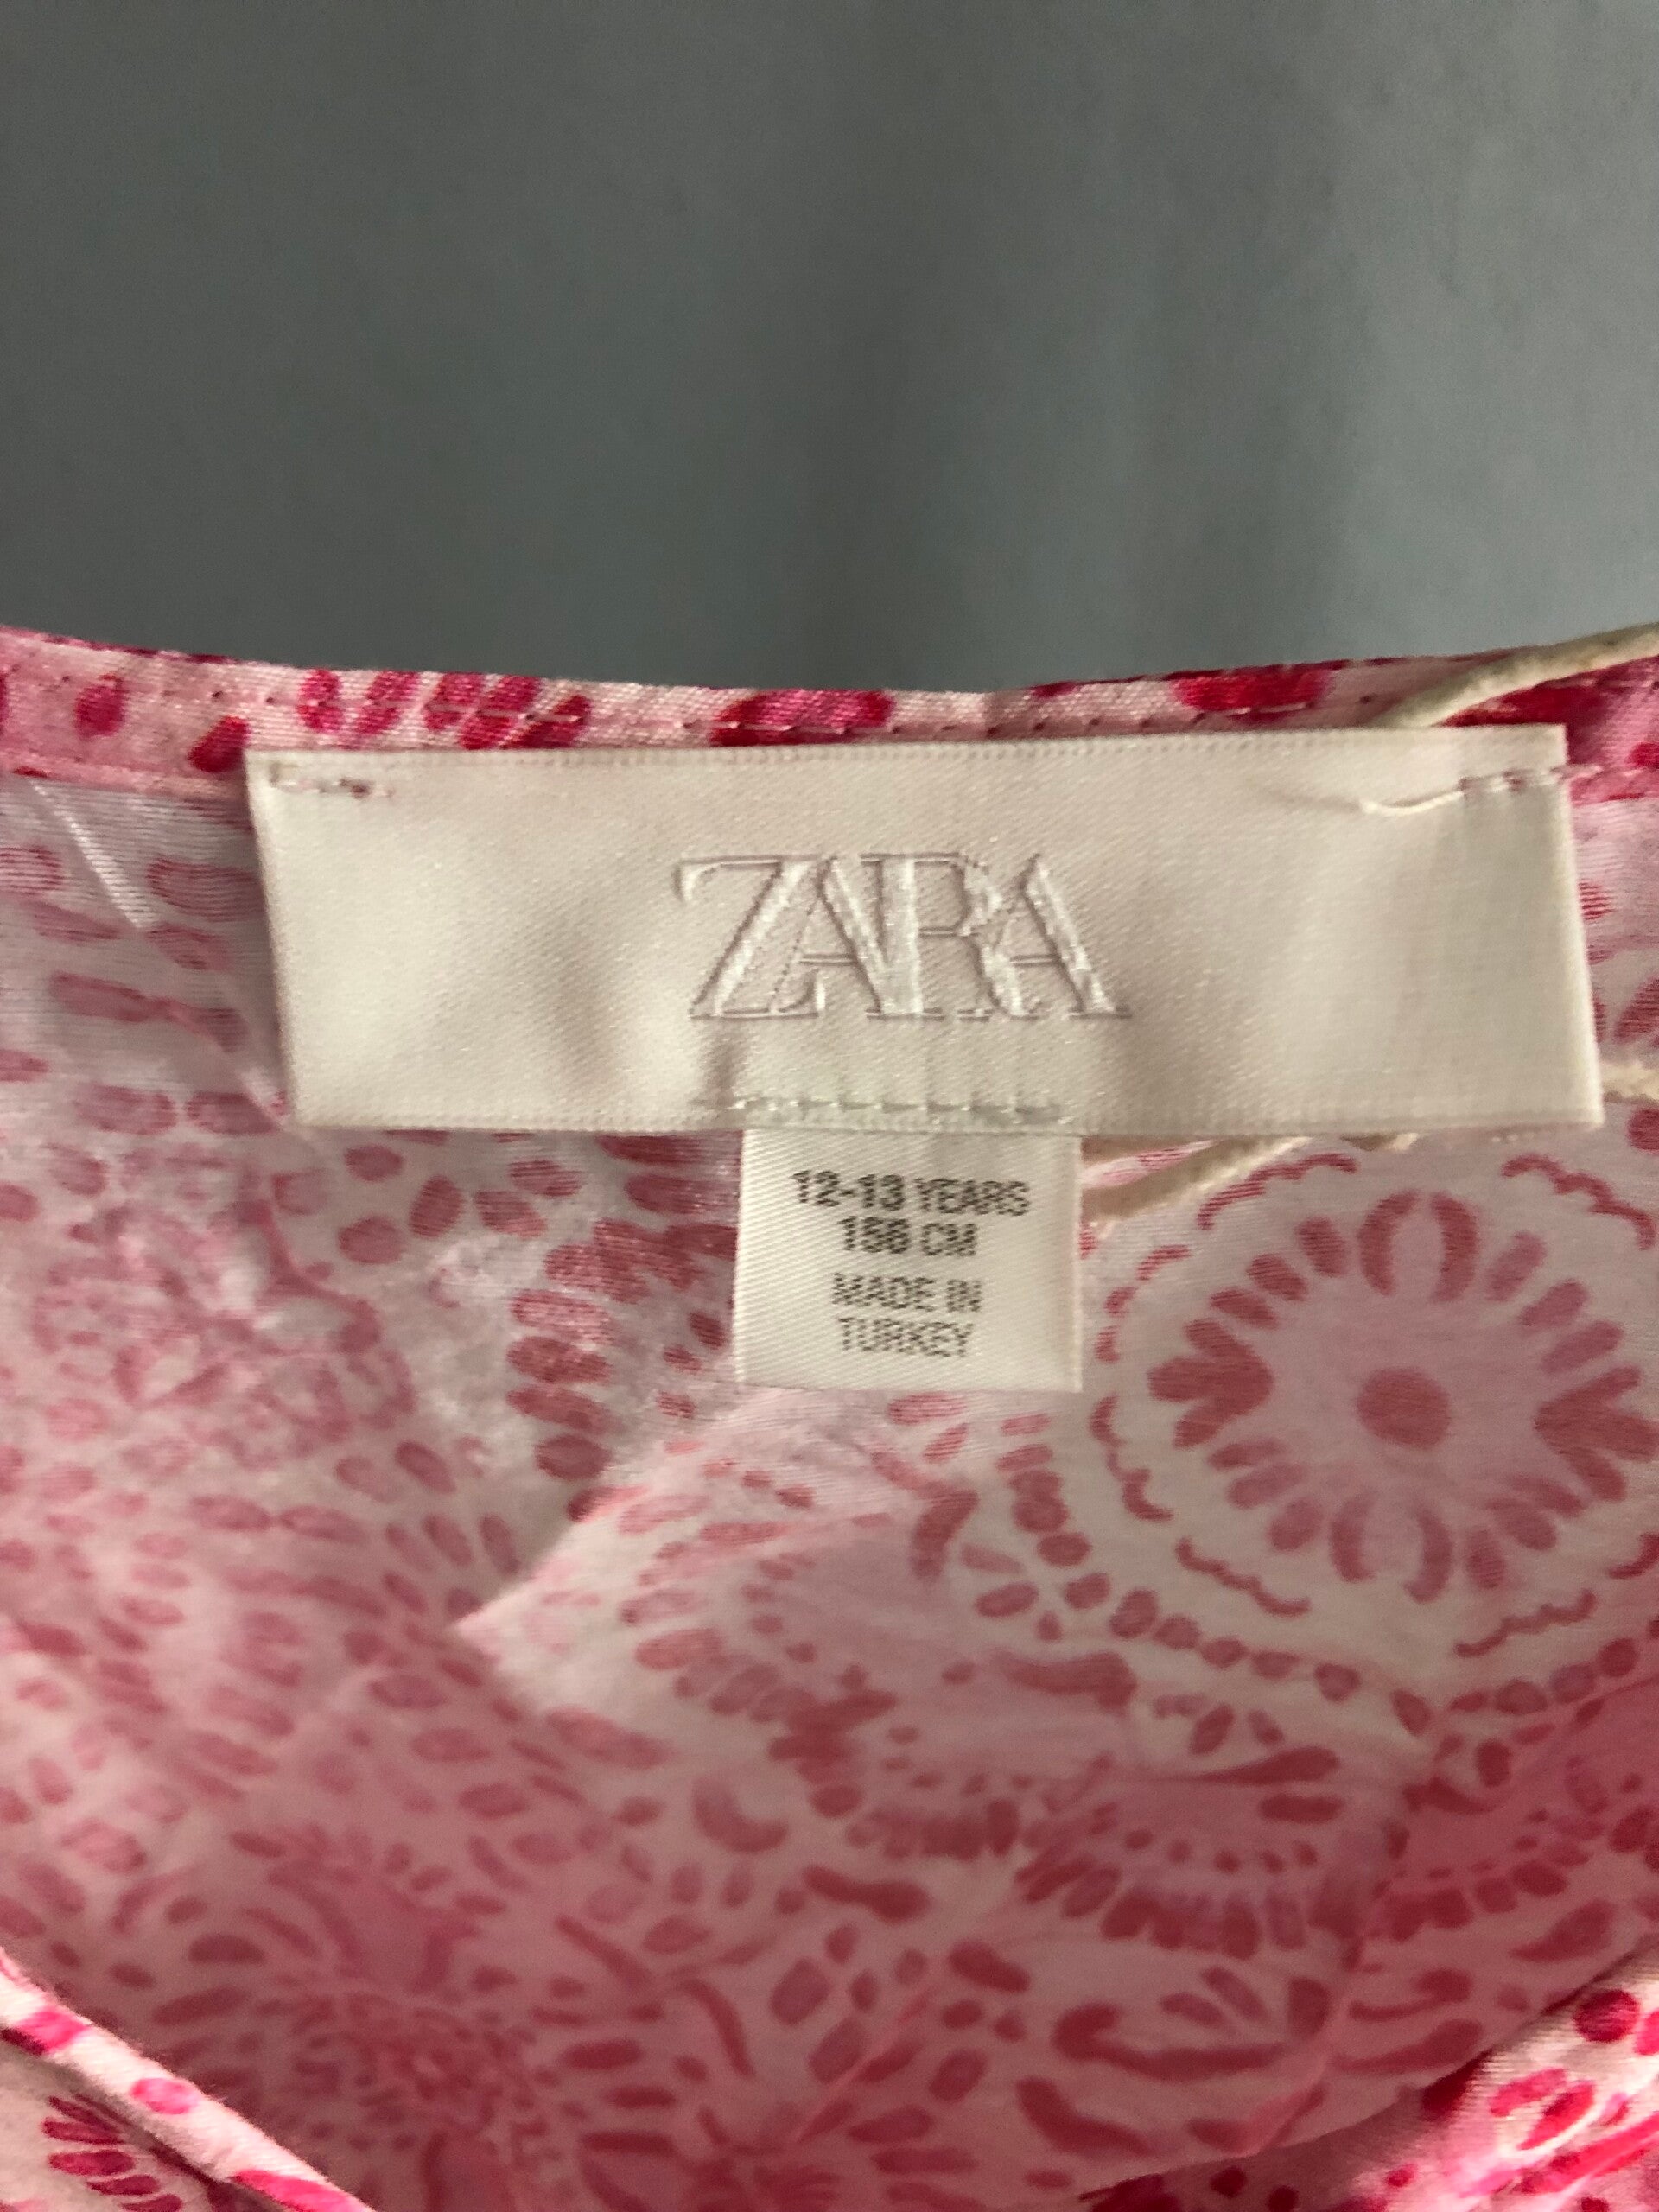 ZARA
12-13 YEARS
158 CM
MADE IN
TURKEY